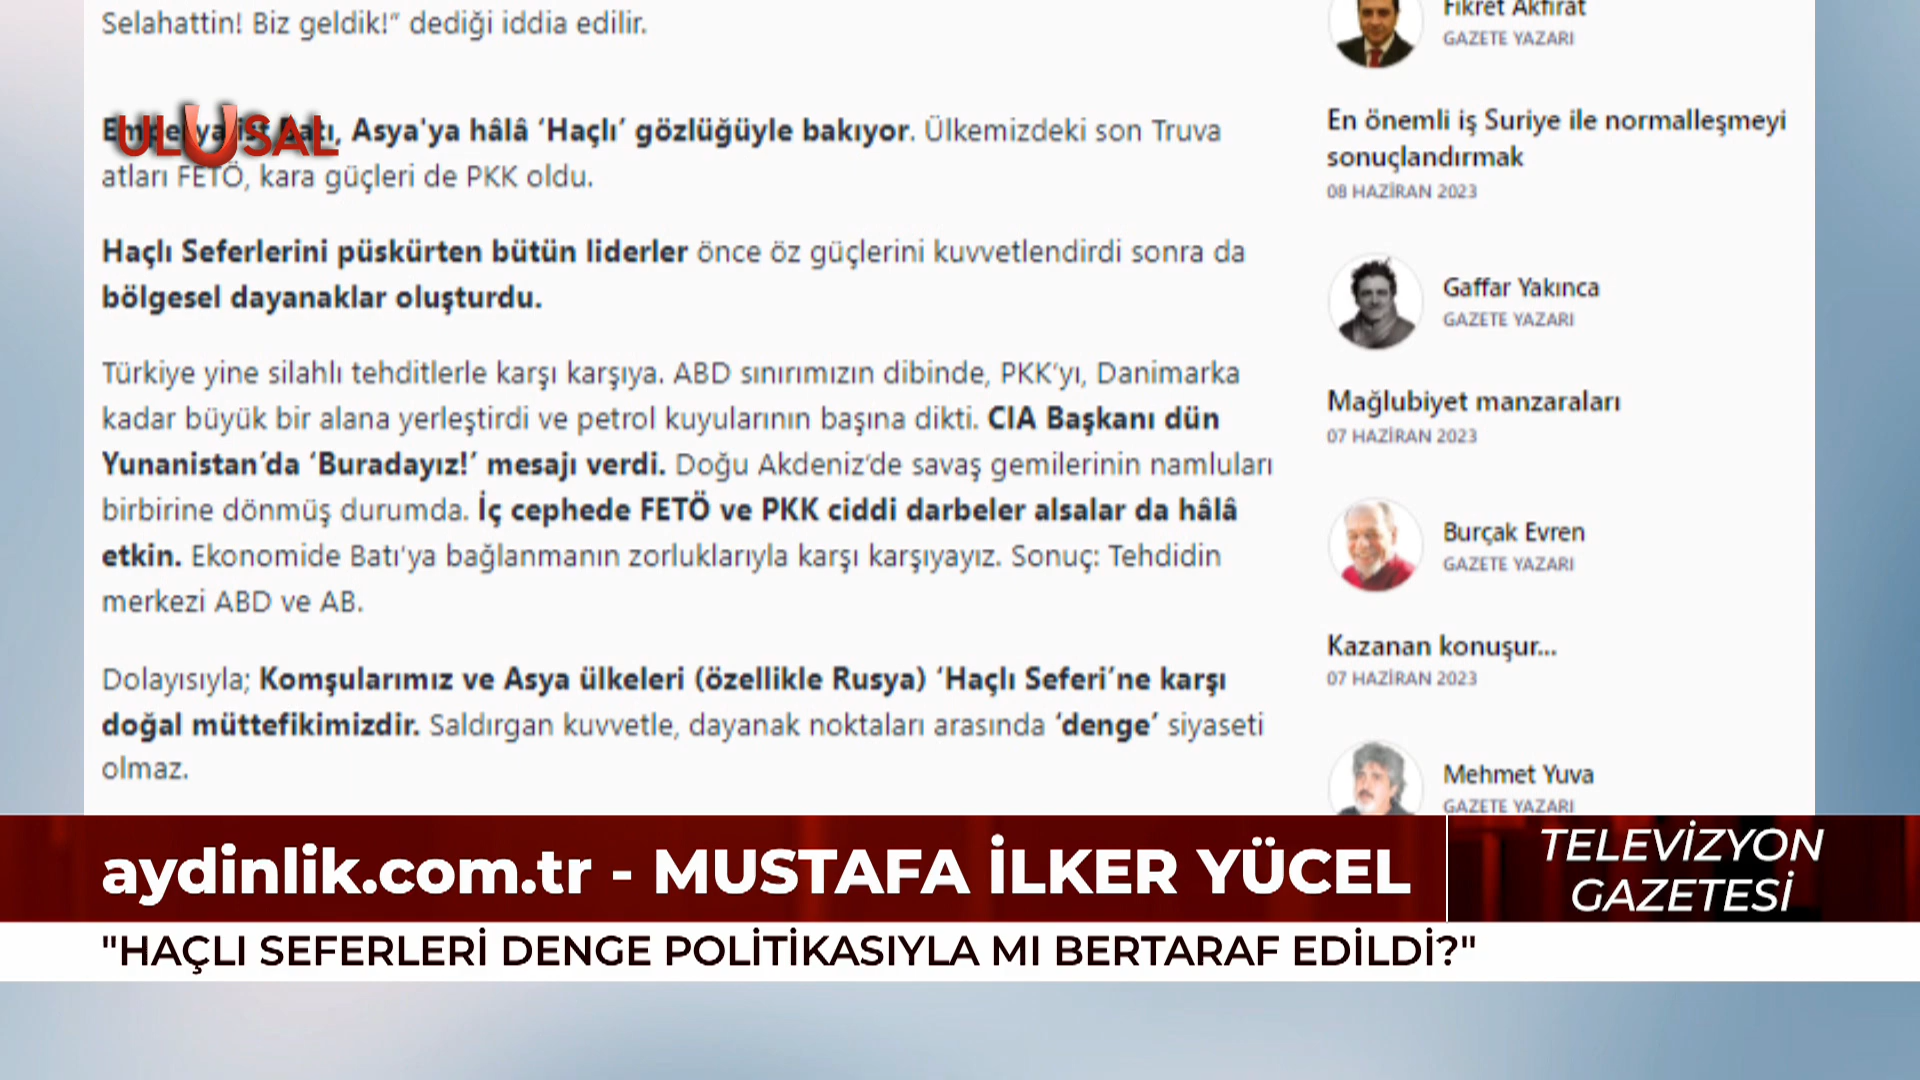 Selahattin! Biz geldik!” dediği iddia edilir.
ULUSAL
Emperyalist Batı, Asya'ya hâlâ ‘Haçlı’ gözlüğüyle bakıyor. Ülkemizdeki son Truva
atları FETÖ, kara güçleri de PKK oldu.
Haçlı Seferlerini püskürten bütün liderler önce öz güçlerini kuvvetlendirdi sonra da
bölgesel dayanaklar oluşturdu.
Türkiye yine silahlı tehditlerle karşı karşıya. ABD sınırımızın dibinde, PKK’yı, Danimarka
kadar büyük bir alana yerleştirdi ve petrol kuyularının başına dikti. CIA Başkanı dün
Yunanistan’da ‘Buradayız!’ mesajı verdi. Doğu Akdeniz’de savaş gemilerinin namluları
birbirine dönmüş durumda. İç cephede FETÖ ve PKK ciddi darbeler alsalar da hâlâ
etkin. Ekonomide Batı’ya bağlanmanın zorluklarıyla karşı karşıyayız. Sonuç: Tehdidin
merkezi ABD ve AB.
Dolayısıyla; Komşularımız ve Asya ülkeleri (özellikle Rusya) ‘Haçlı Seferi’ne karşı
doğal müttefikimizdir. Saldırgan kuvvetle, dayanak noktaları arasında ‘denge’ siyaseti
olmaz.
Fikret Akfırat
GAZETE YAZARI
En önemli iş Suriye ile normalleşmeyi
sonuçlandırmak
08 HAZİRAN 2023
Gaffar Yakınca
GAZETE YAZARI
Mağlubiyet manzaraları
07 HAZİRAN 2023
Burçak Evren
GAZETE YAZARI
Kazanan konuşur...
07 HAZİRAN 2023
Mehmet Yuva
GAZETE YAZARI
aydinlik.com.tr - MUSTAFA İLKER YÜCEL
TELEVİZYON
GAZETESİ
"HAÇLI SEFERLERİ DENGE POLİTİKASIYLA MI BERTARAF EDİLDİ?"